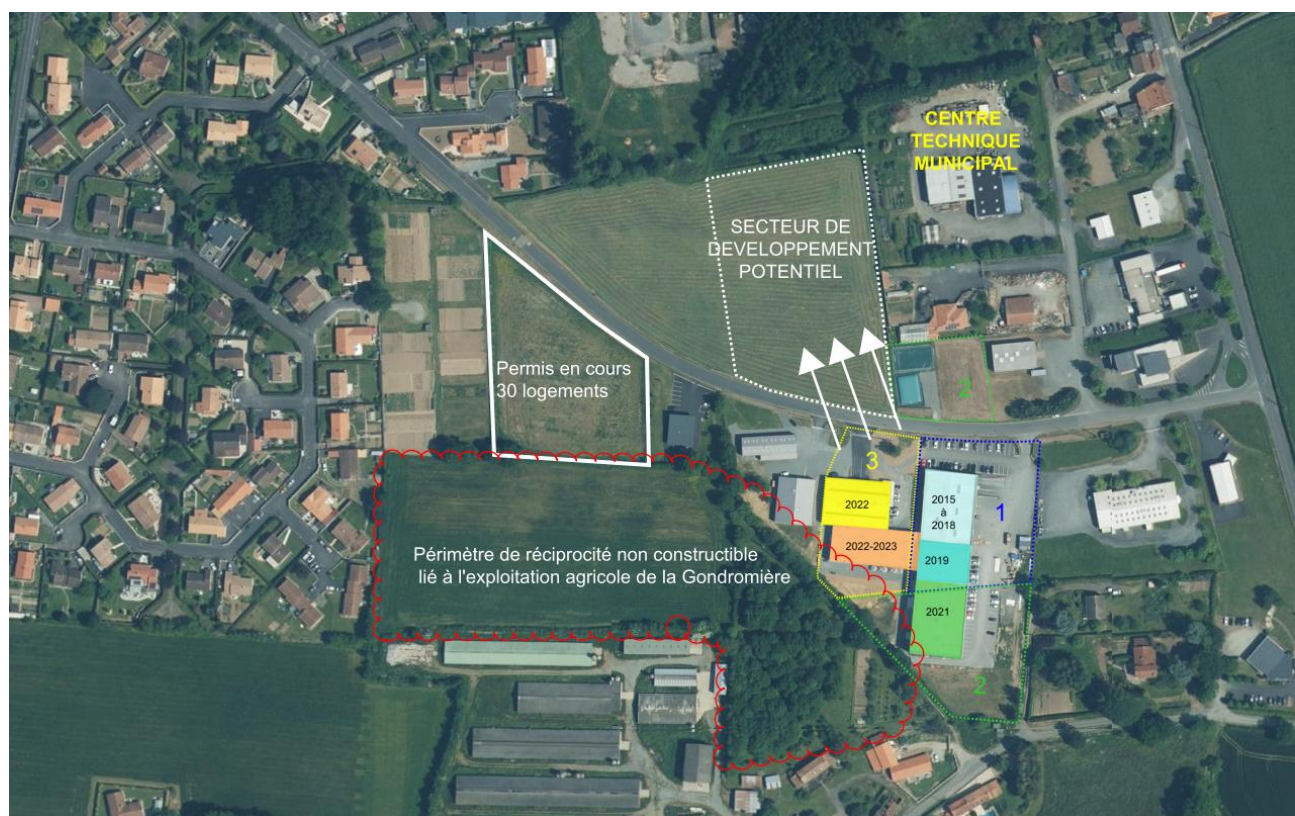 CENTRE
TECHNIQUE
MUNICIPAL
SECTEUR DE
DEVELOPPEMENT
POTENTIEL
Permis en cours
30 logements
2
3
2022
2015
à
2018
1
Périmètre de réciprocité non constructible
lié à l'exploitation agricole de la Gondromière
2022-2023
2019
2021
2